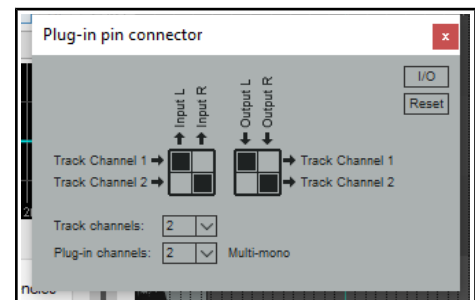 Plug-in pin connector
x
I/O
Reset
Input L
Input R
Output L
Output R
Track Channel 1
Track Channel 1
Track Channel 2
Track Channel 2
Track channels: 2
Plug-in channels: 2 Multi-mono